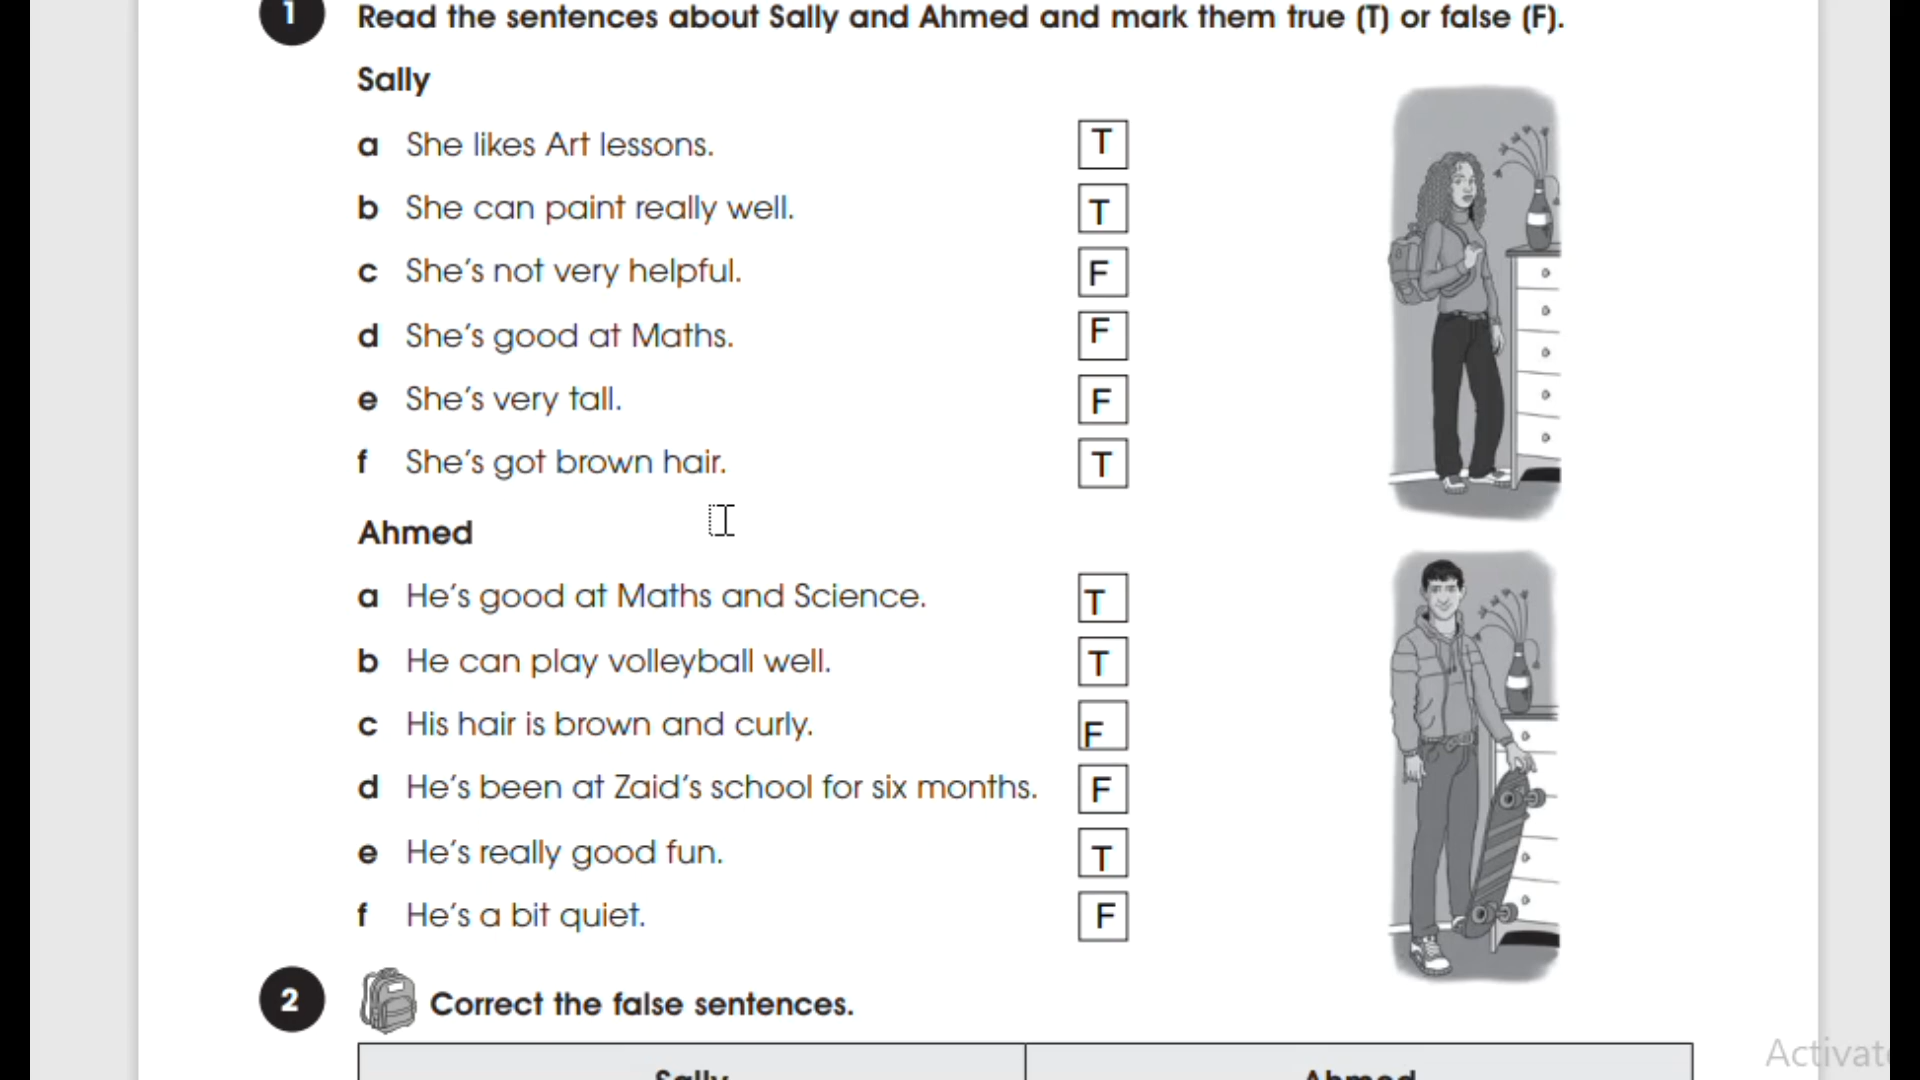 1 Read the sentences about Sally and Ahmed and mark them true (T) or false (F).
Sally
a She likes Art lessons. T
b She can paint really well. T
c She's not very helpful. F
d She's good at Maths. F
e She's very tall. F
f She's got brown hair. T
Ahmed
a He's good at Maths and Science. T
b He can play volleyball well. T
c His hair is brown and curly. F
d He's been at Zaid's school for six months. F
e He's really good fun. T
f He's a bit quiet. F
2 Correct the false sentences.
Sally Ahmed
Activate